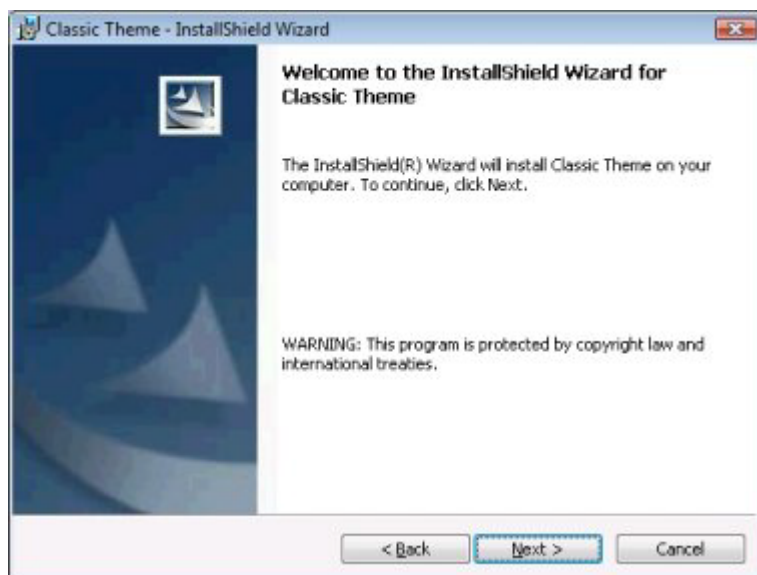 Classic Theme - InstallShield Wizard
Welcome to the InstallShield Wizard for
Classic Theme
The InstallShield(R) Wizard will install Classic Theme on your
computer. To continue, click Next.
WARNING: This program is protected by copyright law and
international treaties.
< Back
Next >
Cancel